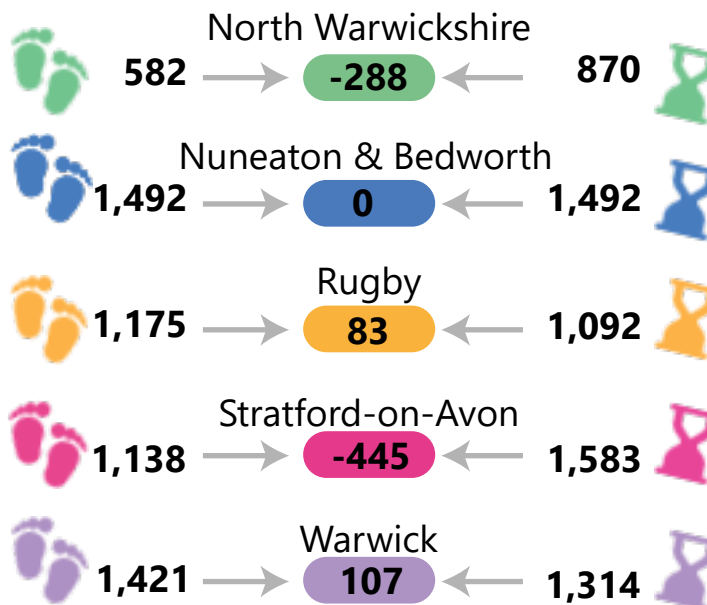 North Warwickshire
582 -288 870
Nuneaton & Bedworth
1,492 0 1,492
Rugby
1,175 83 1,092
Stratford-on-Avon
1,138 -445 1,583
Warwick
1,421 107 1,314